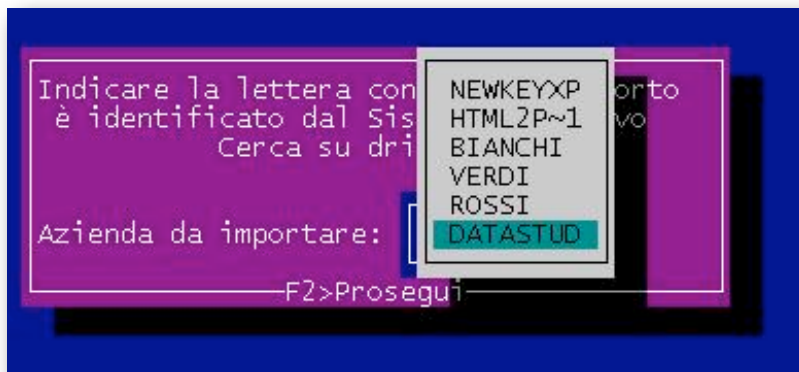 Indicare la lettera con orto
è identificato dal Sis vo
Cerca su dri
Azienda da importare:
F2>Prosegui
NEWKEYXP
HTML2P~1
BIANCHI
VERDI
ROSSI
DATASTUD